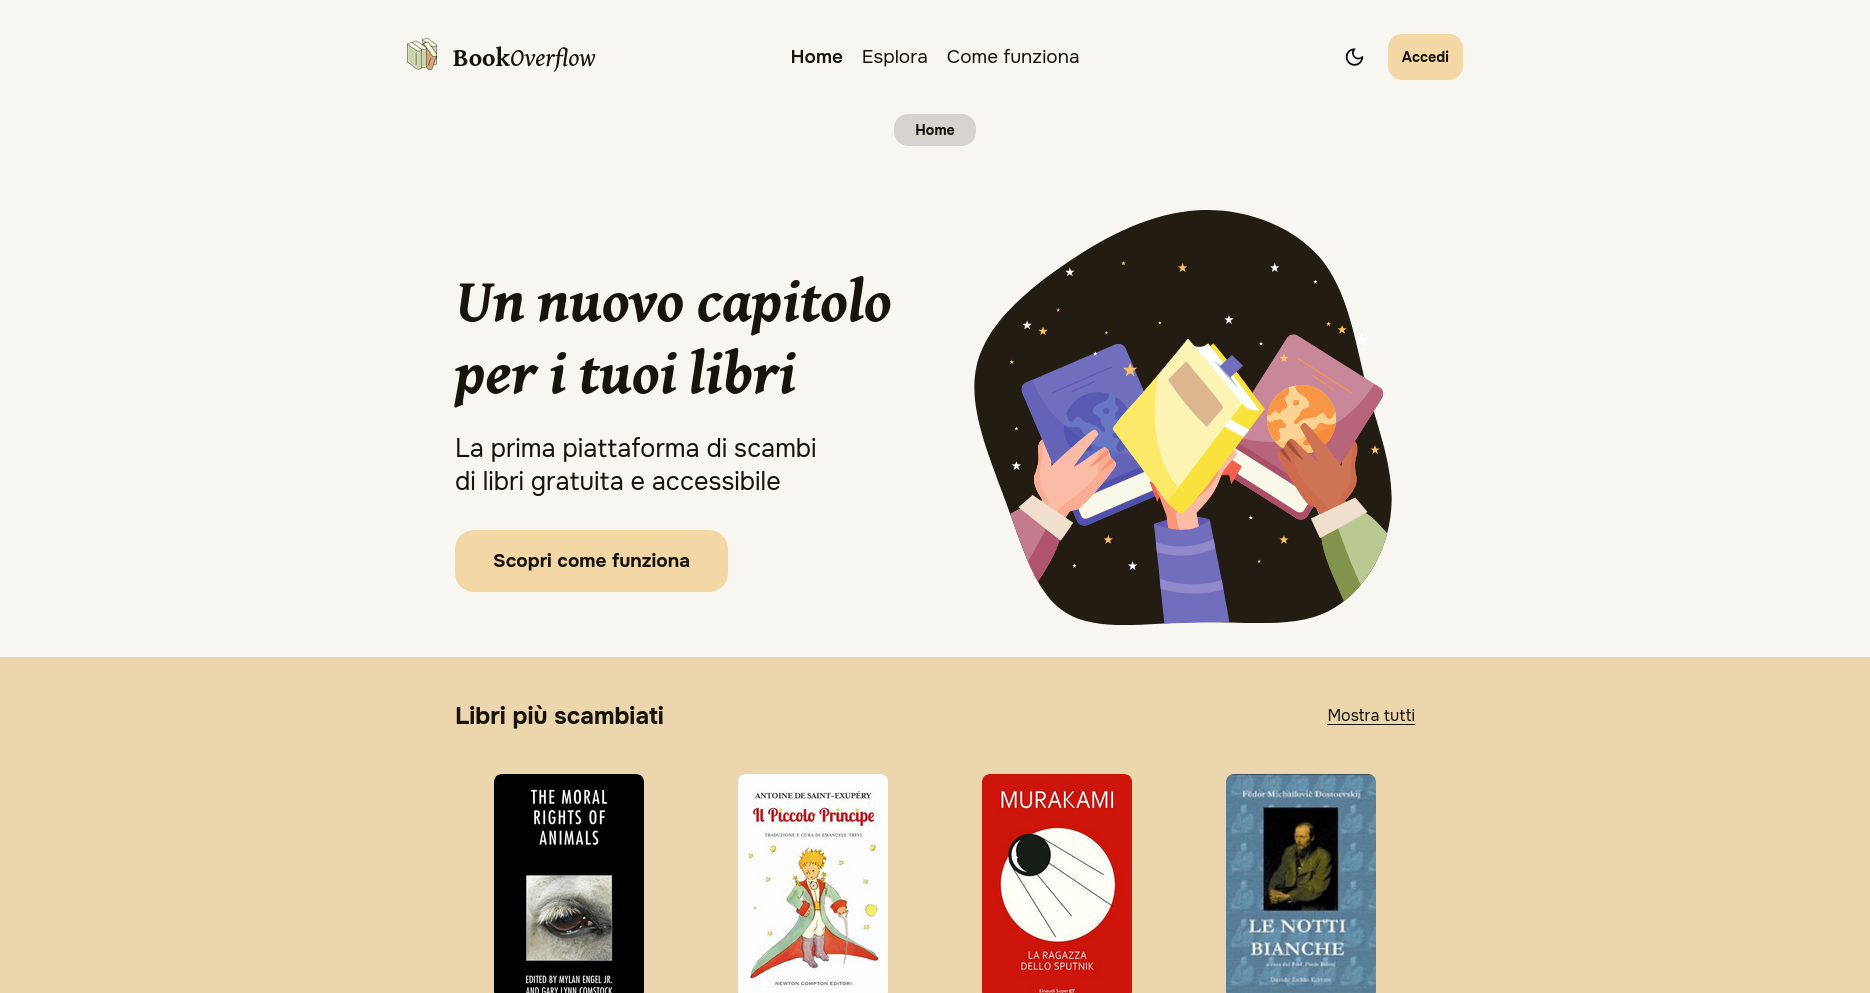 BookOverflow
Home Esplora Come funziona
Accedi
Home
Un nuovo capitolo
per i tuoi libri
La prima piattaforma di scambi
di libri gratuita e accessibile
Scopri come funziona
Libri più scambiati
Mostra tutti
THE MORAL
RIGHTS OF
ANIMALS
EDITED BY MYLAN ENGEL JR.
AND GARY LYNN COMSTOCK
ANTOINE DE SAINT-EXUPÉRY
Il Piccolo Principe
TRADUZIONE E CURA DI EMANUELE TREVI
NEWTON COMPTON EDITORI
MURAKAMI
LA RAGAZZA
DELLO SPUTNIK
Einaudi Super ET
Fëdor Michàilovič Dostoevskij
LE NOTTI
BIANCHE